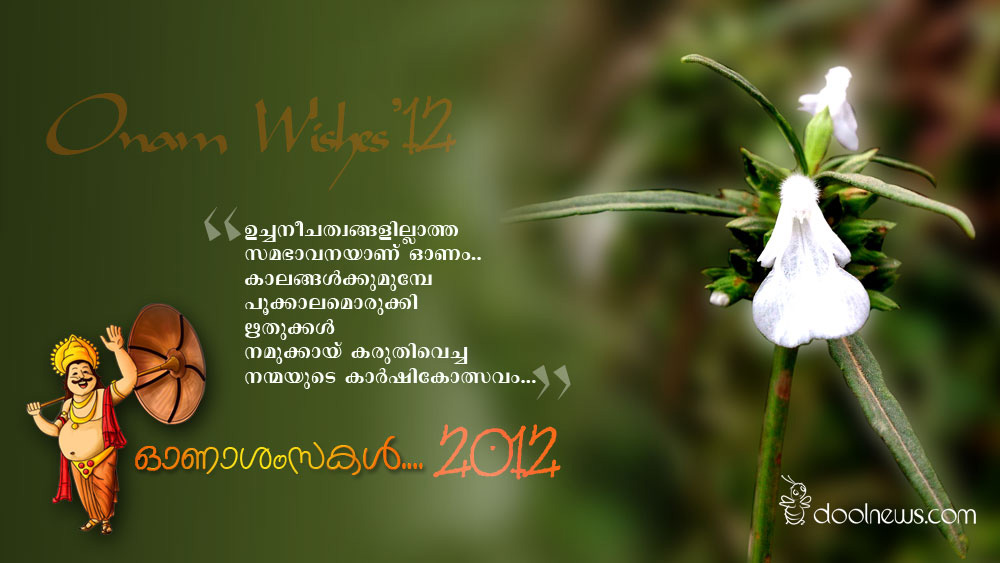 Onam Wishes '12
“ ഉച്ചനീചത്വങ്ങളില്ലാത്ത
സമഭാവനയാണ് ഓണം..
കാലങ്ങൾക്കുമുമ്പേ
പൂക്കാലമൊരുക്കി
ഋതുക്കൾ
നമുക്കായ് കരുതിവെച്ച
നന്മയുടെ കാർഷികോത്സവം... ”
ഓണാശംസകൾ.... 2012
doolnews.com